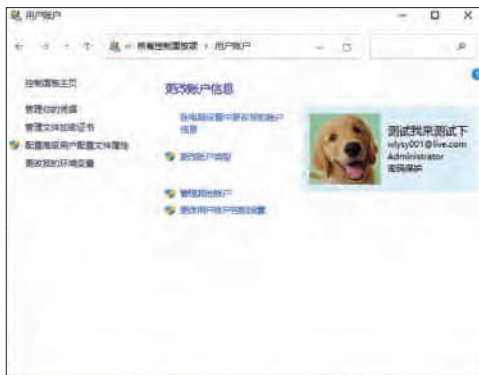 用户账户
所有控制面板项 › 用户账户
控制面板主页
管理你的凭据
管理文件加密证书
配置高级用户配置文件属性
更改我的环境变量
更改账户信息
在电脑设置中更改我的账户
信息
更改账户类型
管理其他账户
更改用户账户控制设置
测试我来测试下
wlysy001@live.com
Administrator
密码保护